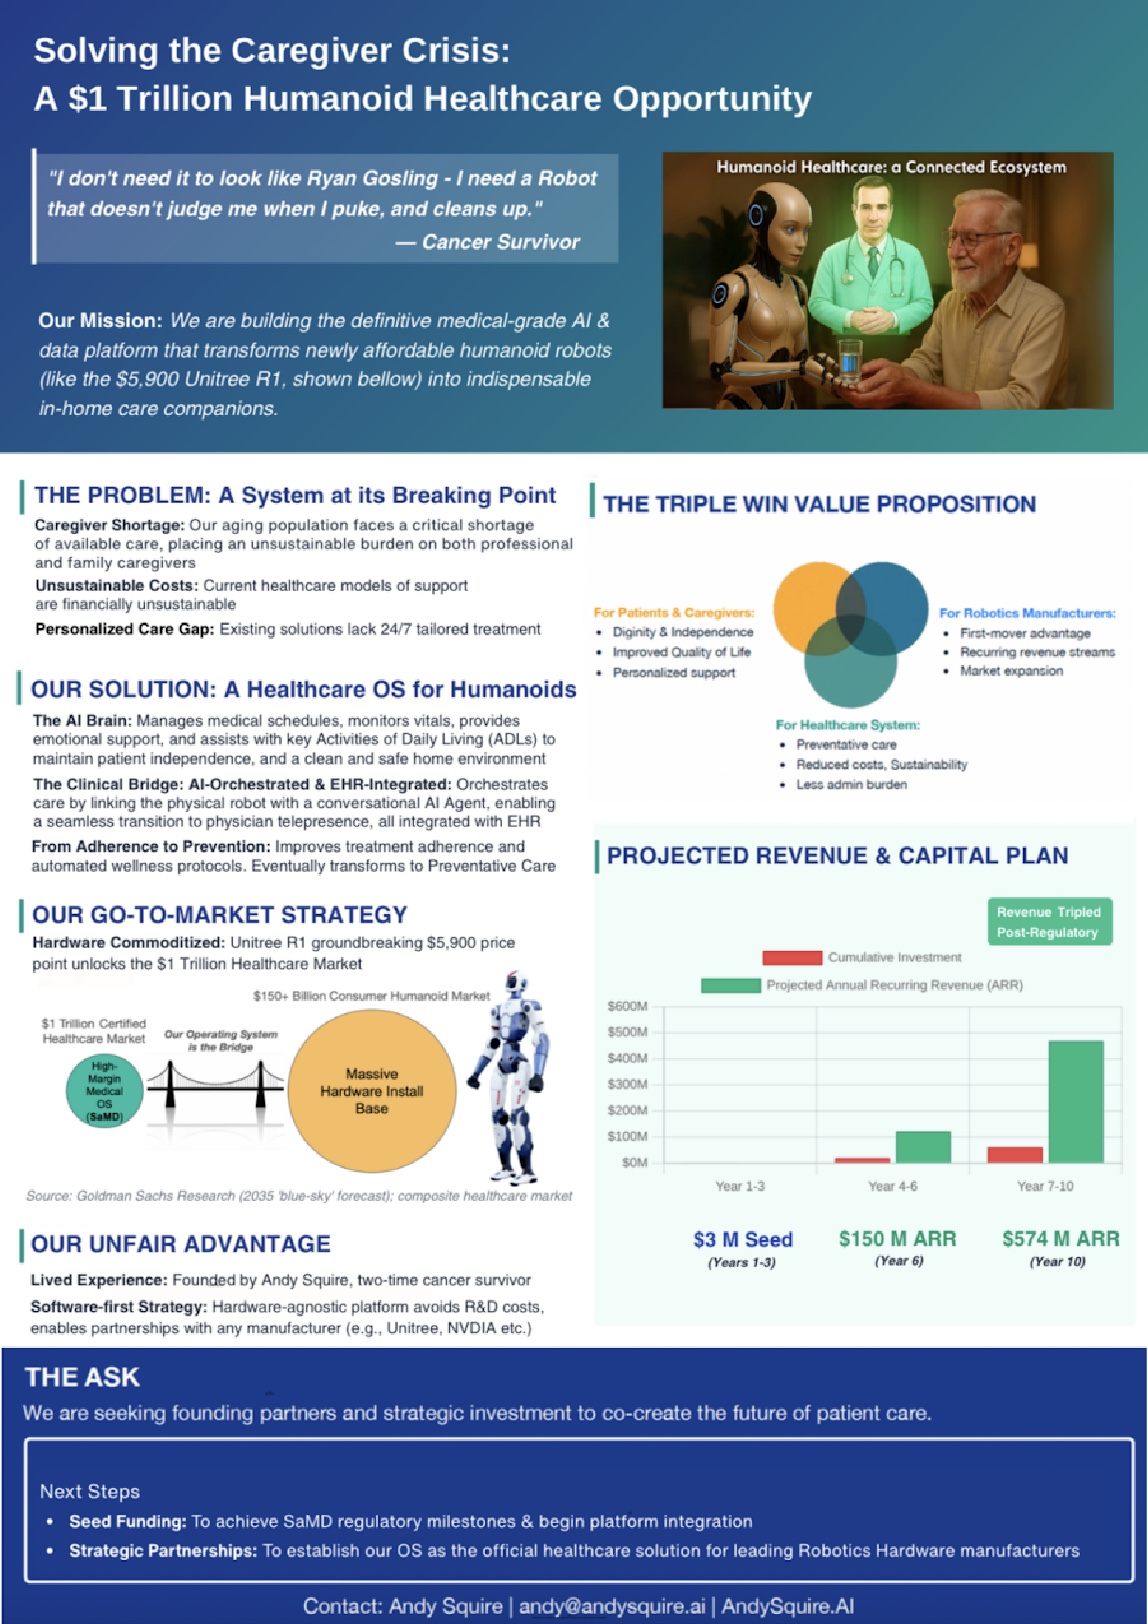 Solving the Caregiver Crisis:
A $1 Trillion Humanoid Healthcare Opportunity
"I don't need it to look like Ryan Gosling - I need a Robot
that doesn't judge me when I puke, and cleans up."
— Cancer Survivor
Our Mission: We are building the definitive medical-grade AI &
data platform that transforms newly affordable humanoid robots
(like the $5,900 Unitree R1, shown bellow) into indispensable
in-home care companions.
Humanoid Healthcare: a Connected Ecosystem
THE PROBLEM: A System at its Breaking Point
Caregiver Shortage: Our aging population faces a critical shortage
of available care, placing an unsustainable burden on both professional
and family caregivers
Unsustainable Costs: Current healthcare models of support
are financially unsustainable
Personalized Care Gap: Existing solutions lack 24/7 tailored treatment
OUR SOLUTION: A Healthcare OS for Humanoids
The AI Brain: Manages medical schedules, monitors vitals, provides
emotional support, and assists with key Activities of Daily Living (ADLs) to
maintain patient independence, and a clean and safe home environment
The Clinical Bridge: AI-Orchestrated & EHR-Integrated: Orchestrates
care by linking the physical robot with a conversational AI Agent, enabling
a seamless transition to physician telepresence, all integrated with EHR
From Adherence to Prevention: Improves treatment adherence and
automated wellness protocols. Eventually transforms to Preventative Care
OUR GO-TO-MARKET STRATEGY
Hardware Commoditized: Unitree R1 groundbreaking $5,900 price
point unlocks the $1 Trillion Healthcare Market
$150+ Billion Consumer Humanoid Market
$1 Trillion Certified
Healthcare Market
Our Operating System
is the Bridge
High-
Margin
Medical
OS
(SaMD)
Massive
Hardware Install
Base
Source: Goldman Sachs Research (2035 'blue-sky' forecast); composite healthcare market
OUR UNFAIR ADVANTAGE
Lived Experience: Founded by Andy Squire, two-time cancer survivor
Software-first Strategy: Hardware-agnostic platform avoids R&D costs,
enables partnerships with any manufacturer (e.g., Unitree, NVDIA etc.)
THE TRIPLE WIN VALUE PROPOSITION
For Patients & Caregivers:
• Diginity & Independence
• Improved Quality of Life
• Personalized support
For Robotics Manufacturers:
• First-mover advantage
• Recurring revenue streams
• Market expansion
For Healthcare System:
• Preventative care
• Reduced costs, Sustainability
• Less admin burden
PROJECTED REVENUE & CAPITAL PLAN
Revenue Tripled
Post-Regulatory
Cumulative Investment
Projected Annual Recurring Revenue (ARR)
$600M
$500M
$400M
$300M
$200M
$100M
$0M
Year 1-3
Year 4-6
Year 7-10
$3 M Seed
(Years 1-3)
$150 M ARR
(Year 6)
$574 M ARR
(Year 10)
THE ASK
We are seeking founding partners and strategic investment to co-create the future of patient care.
Next Steps
• Seed Funding: To achieve SaMD regulatory milestones & begin platform integration
• Strategic Partnerships: To establish our OS as the official healthcare solution for leading Robotics Hardware manufacturers
Contact: Andy Squire | andy@andysquire.ai | AndySquire.AI